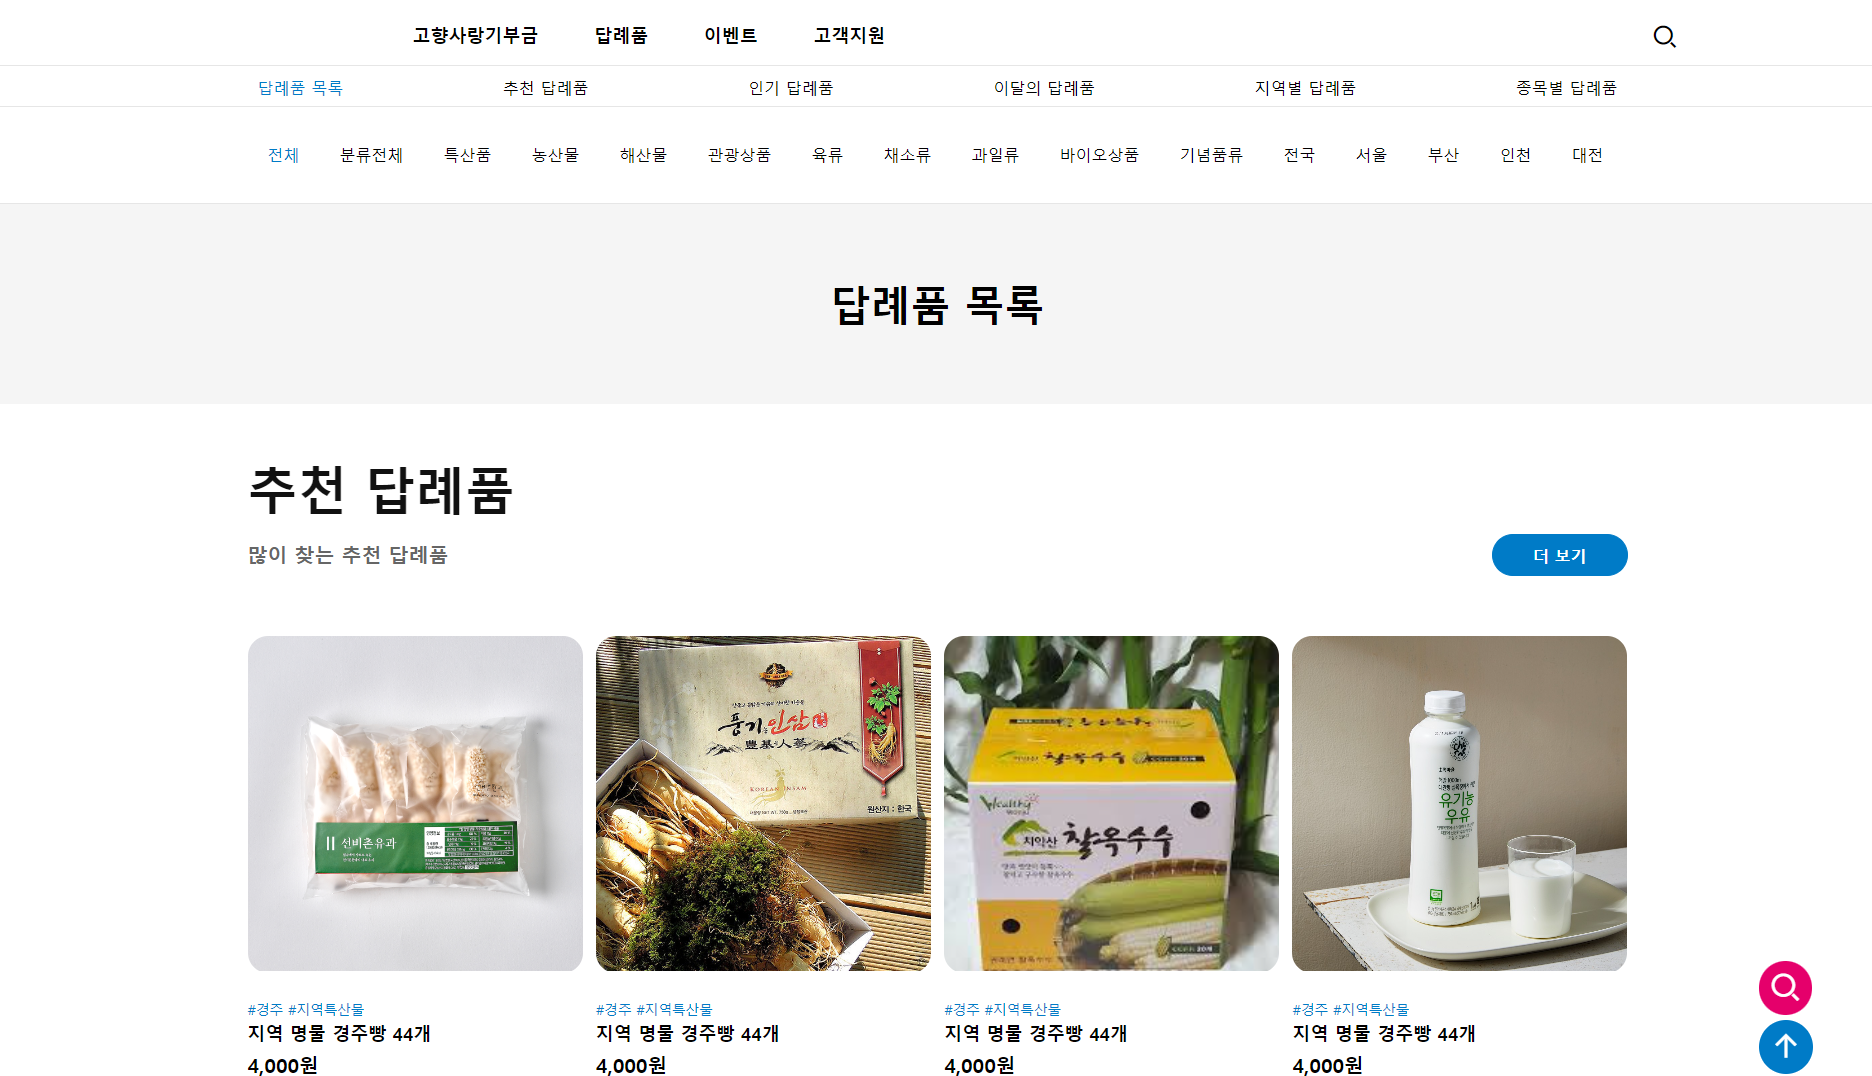 고향사랑기부금 답례품 이벤트 고객지원
답례품 목록 추천 답례품 인기 답례품 이달의 답례품 지역별 답례품 종목별 답례품
전체 분류전체 특산품 농산물 해산물 관광상품 육류 채소류 과일류 바이오상품 기념품류 전국 서울 부산 인천 대전
답례품 목록
추천 답례품
많이 찾는 추천 답례품
더 보기
선비촌유과
풍기인삼
豊基人蔘
KOREAN INSAM
원산지 : 한국
찰옥수수
Wealthy
치악산 찰옥수수
유기농
우유
#경주 #지역특산물
지역 명물 경주빵 44개
4,000원
#경주 #지역특산물
지역 명물 경주빵 44개
4,000원
#경주 #지역특산물
지역 명물 경주빵 44개
4,000원
#경주 #지역특산물
지역 명물 경주빵 44개
4,000원